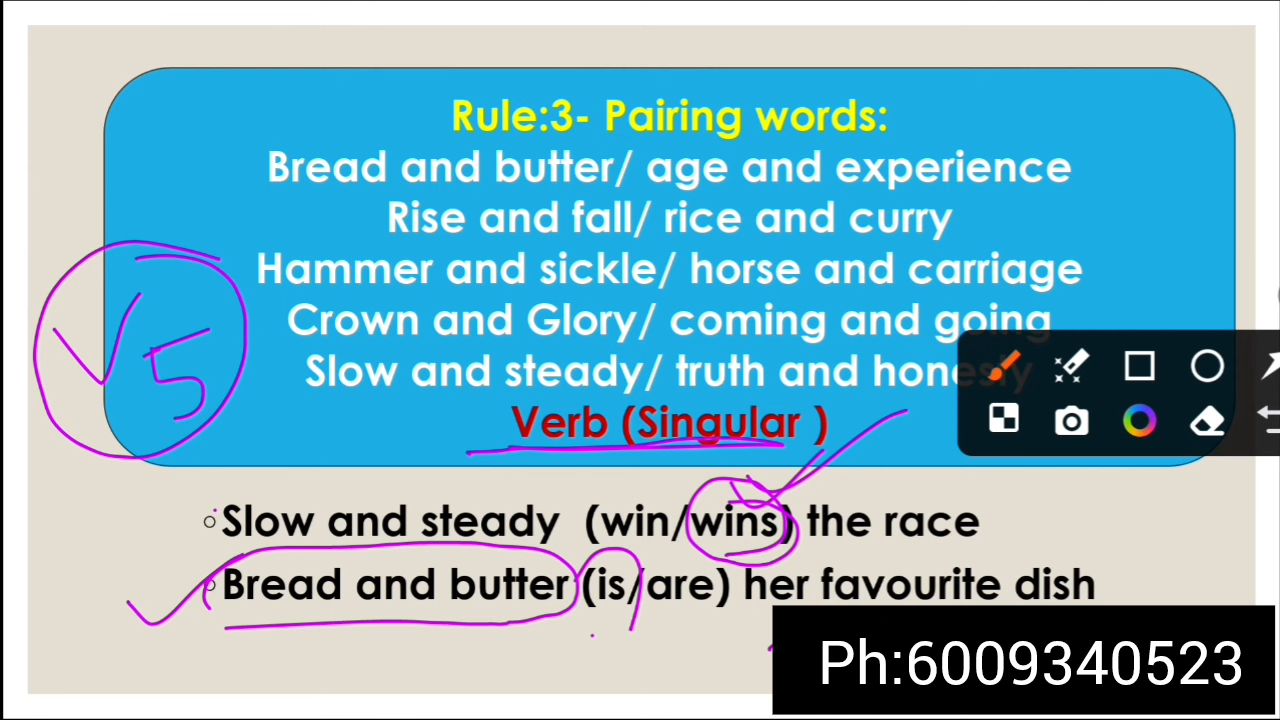 Rule:3- Pairing words:
Bread and butter/ age and experience
Rise and fall/ rice and curry
Hammer and sickle/ horse and carriage
Crown and Glory/ coming and going
Slow and steady/ truth and honesty
Verb (Singular )
V5
Slow and steady (win/wins) the race
Bread and butter (is/are) her favourite dish
Ph:6009340523